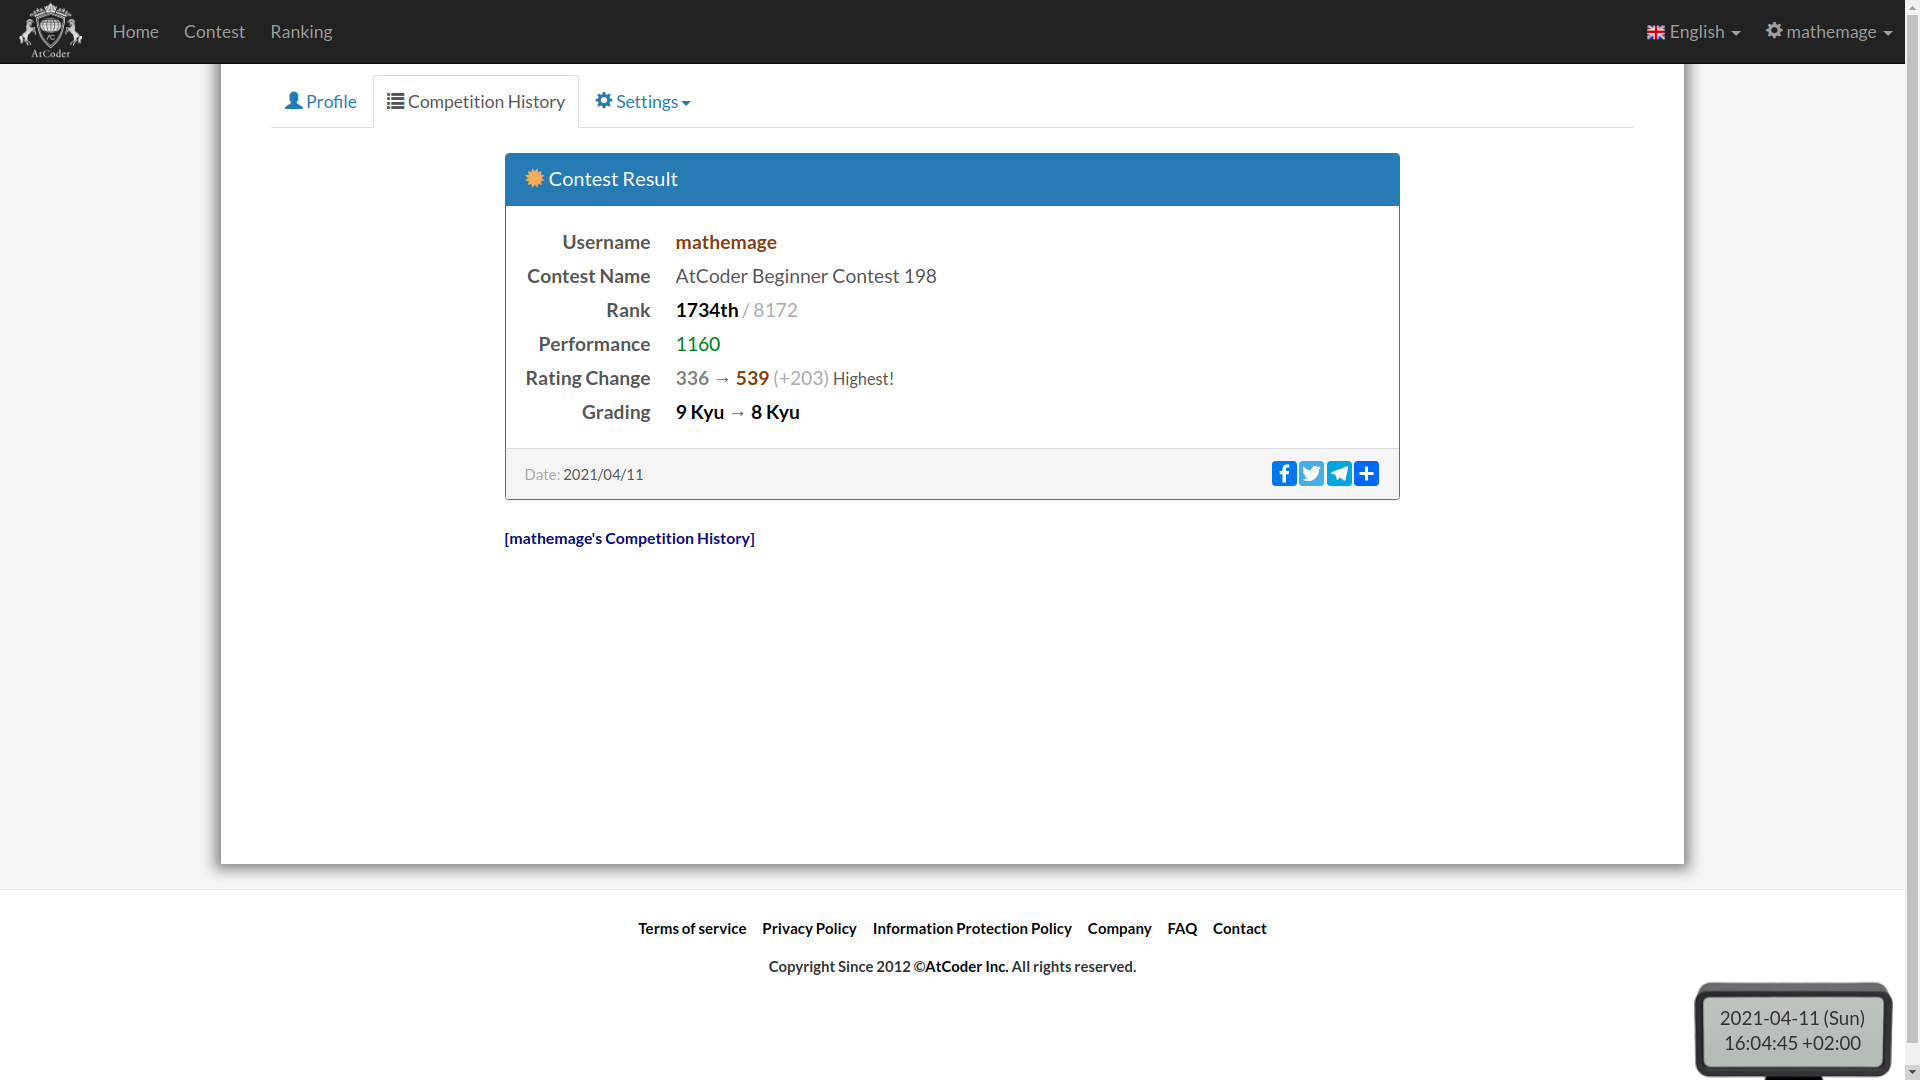 AtCoder
Home Contest Ranking English mathemage
Profile Competition History Settings
Contest Result
Username mathemage
Contest Name AtCoder Beginner Contest 198
Rank 1734th / 8172
Performance 1160
Rating Change 336 → 539 (+203) Highest!
Grading 9 Kyu → 8 Kyu
Date: 2021/04/11
[mathemage's Competition History]
Terms of service Privacy Policy Information Protection Policy Company FAQ Contact
Copyright Since 2012 ©AtCoder Inc. All rights reserved.
2021-04-11 (Sun)
16:04:45 +02:00